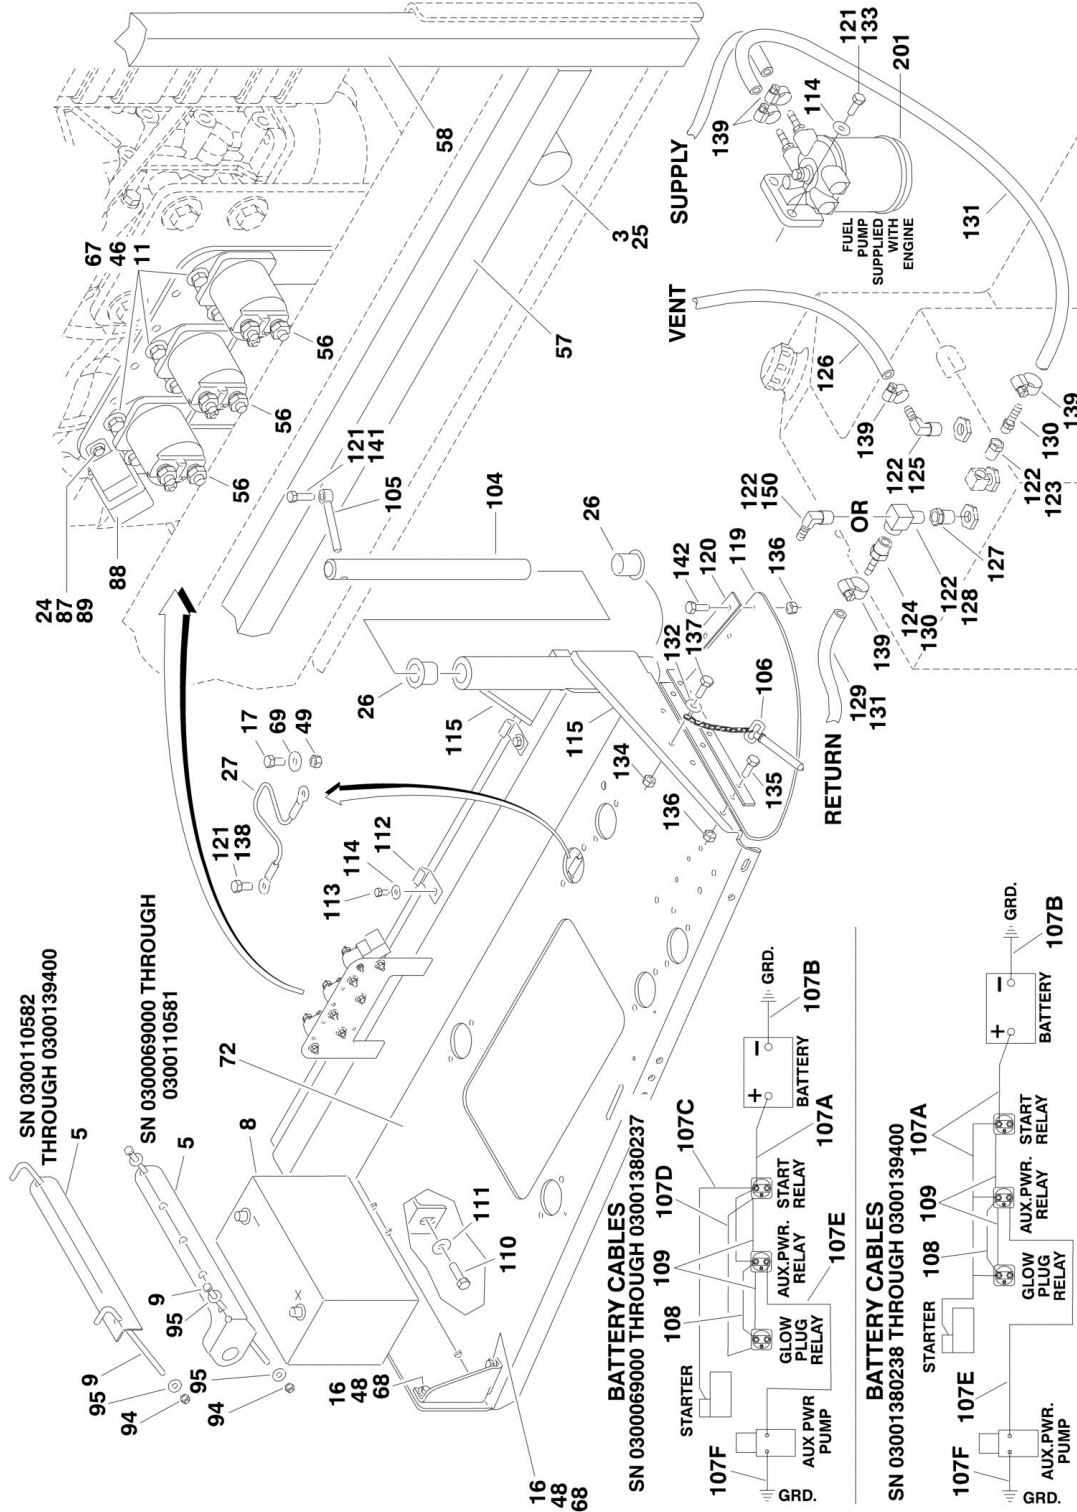 SN 0300110582
THROUGH 0300139400
5
SN 0300069000 THROUGH
0300110581
5
9
95
9
95
94
95
94
8
72
16
48
68
16
48
68
111
110
24
87
89
88
67
46
11
56
56
56
58
3
25
57
121
141
105
104
26
26
17
69
49
27
121
138
112
114
113
115
115
134
136
132
137
142
120
119
136
106
135
SUPPLY
139
114
121
133
201
FUEL
PUMP
SUPPLIED
WITH
ENGINE
131
VENT
126
139
122
125
122
150
OR
122
123
130
139
127
122
128
124
130
139
129
131
RETURN
BATTERY CABLES
SN 0300069000 THROUGH 03001380237
STARTER
108
109
107D
107C
GLOW
PLUG
RELAY
AUX.PWR.
RELAY
START
RELAY
107A
+
−
BATTERY
GRD.
107B
107E
107F
GRD.
AUX PWR
PUMP
BATTERY CABLES
SN 03001380238 THROUGH 0300139400
STARTER
108
109
107A
GLOW
PLUG
RELAY
AUX.PWR.
RELAY
START
RELAY
+
−
BATTERY
GRD.
107B
107E
107F
GRD.
AUX.PWR.
PUMP